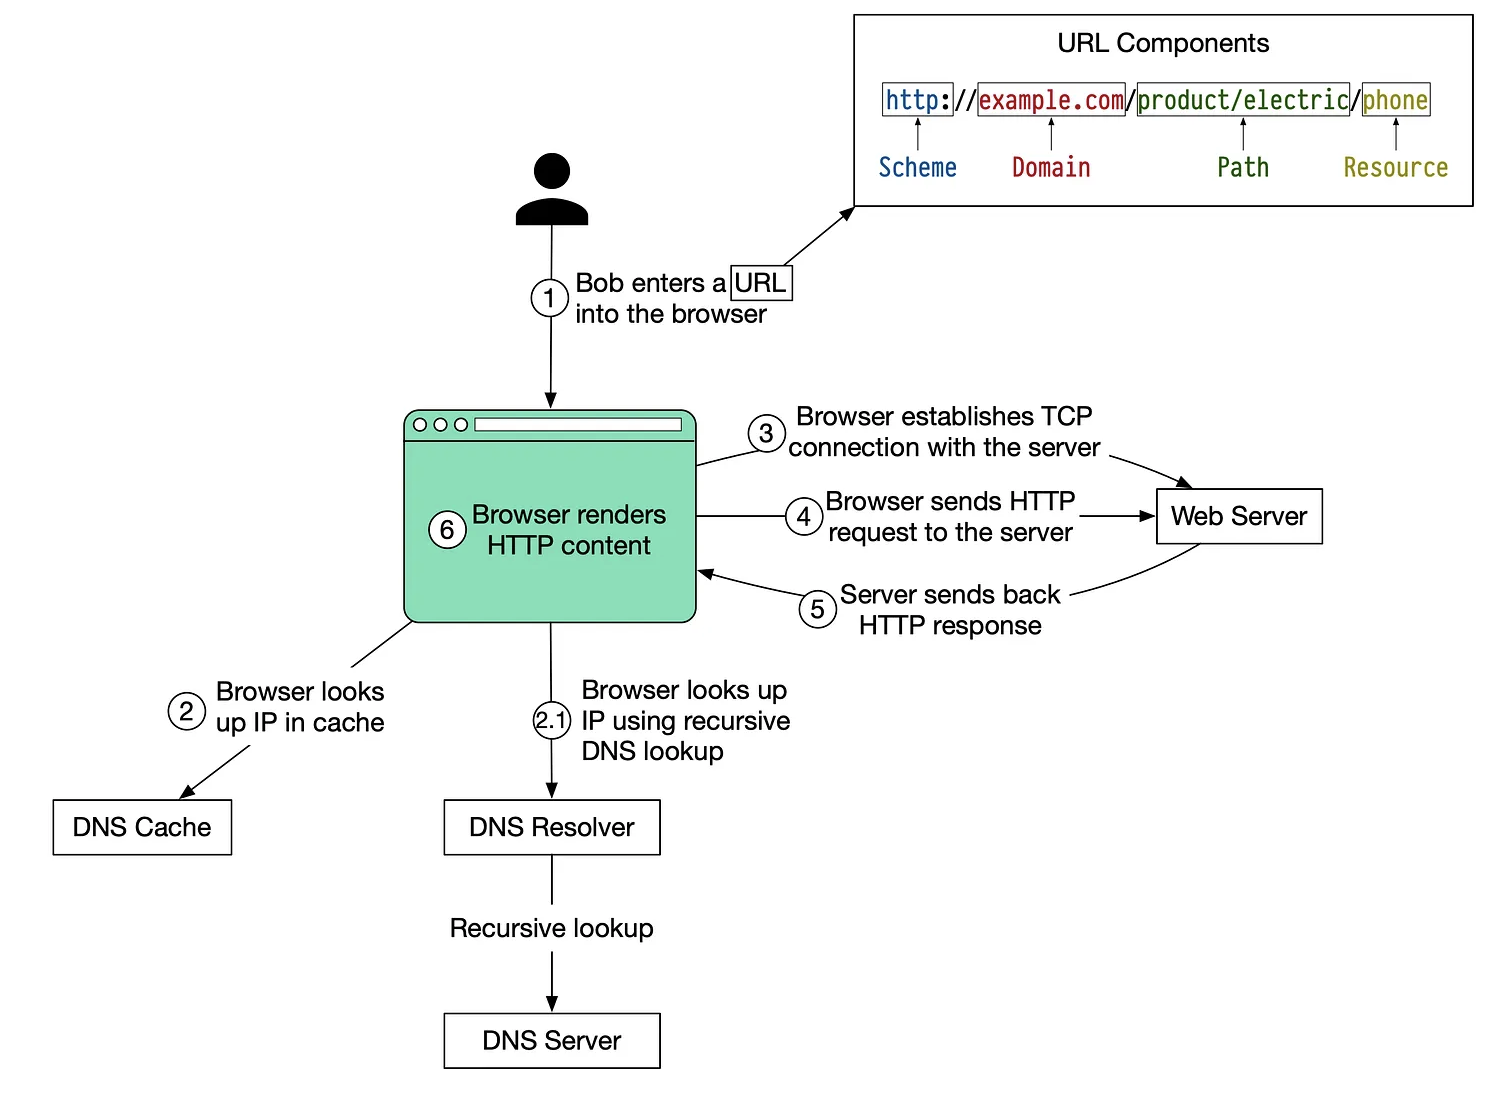 URL Components
http://example.com/product/electric/phone
Scheme Domain Path Resource
1 Bob enters a URL
into the browser
3 Browser establishes TCP
connection with the server
4 Browser sends HTTP
request to the server
Web Server
6 Browser renders
HTTP content
5 Server sends back
HTTP response
2 Browser looks
up IP in cache
2.1 Browser looks up
IP using recursive
DNS lookup
DNS Cache
DNS Resolver
Recursive lookup
DNS Server